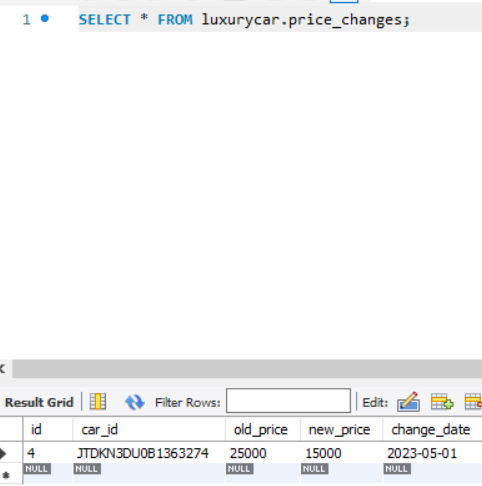 1 SELECT * FROM luxurycar.price_changes;
Result Grid Filter Rows: Edit:
id car_id old_price new_price change_date
4 JTDKN3DU0B1363274 25000 15000 2023-05-01
NULL NULL NULL NULL NULL